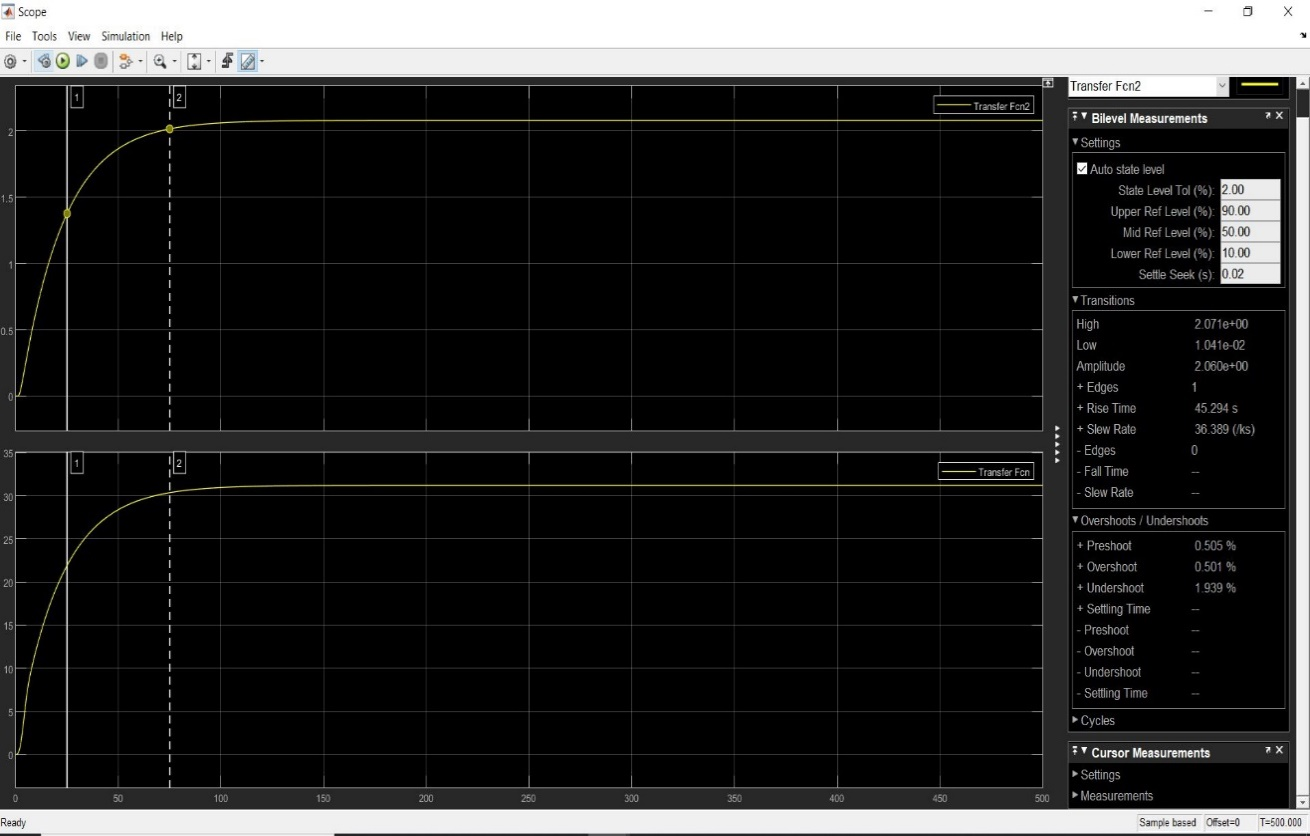 Scope
File Tools View Simulation Help
1 2
Transfer Fcn2
2
1.5
1
0.5
0
1 2
Transfer Fcn
35
30
25
20
15
10
5
0
0 50 100 150 200 250 300 350 400 450 500
Transfer Fcn2
Bilevel Measurements
Settings
Auto state level
State Level Tol (%): 2.00
Upper Ref Level (%): 90.00
Mid Ref Level (%): 50.00
Lower Ref Level (%): 10.00
Settle Seek (s): 0.02
Transitions
High 2.071e+00
Low 1.041e-02
Amplitude 2.060e+00
+ Edges 1
+ Rise Time 45.294 s
+ Slew Rate 36.389 (/ks)
- Edges 0
- Fall Time --
- Slew Rate --
Overshoots / Undershoots
+ Preshoot 0.505 %
+ Overshoot 0.501 %
+ Undershoot 1.939 %
+ Settling Time --
- Preshoot --
- Overshoot --
- Undershoot --
- Settling Time --
Cycles
Cursor Measurements
Settings
Measurements
Ready
Sample based Offset=0 T=500.000